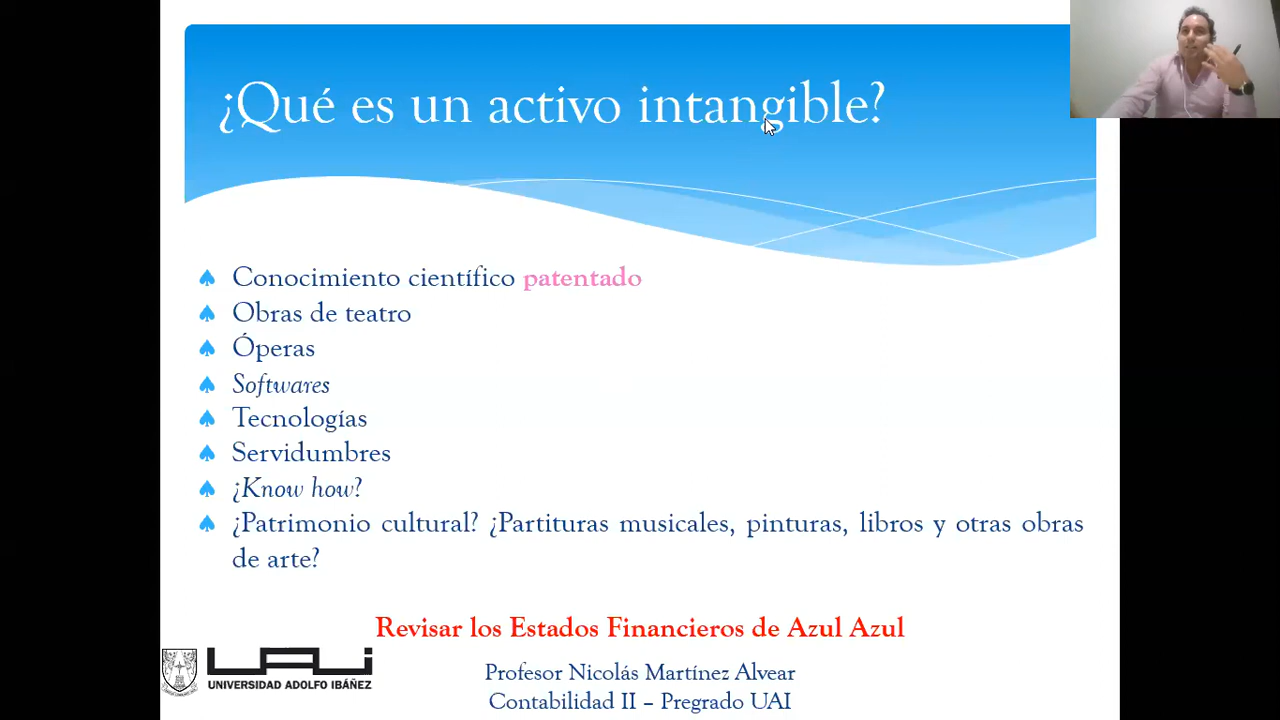 ¿Qué es un activo intangible?
Conocimiento científico patentado
Obras de teatro
Óperas
Softwares
Tecnologías
Servidumbres
¿Know how?
¿Patrimonio cultural? ¿Partituras musicales, pinturas, libros y otras obras
de arte?
Revisar los Estados Financieros de Azul Azul
UAI
UNIVERSIDAD ADOLFO IBÁÑEZ
Profesor Nicolás Martínez Alvear
Contabilidad II – Pregrado UAI